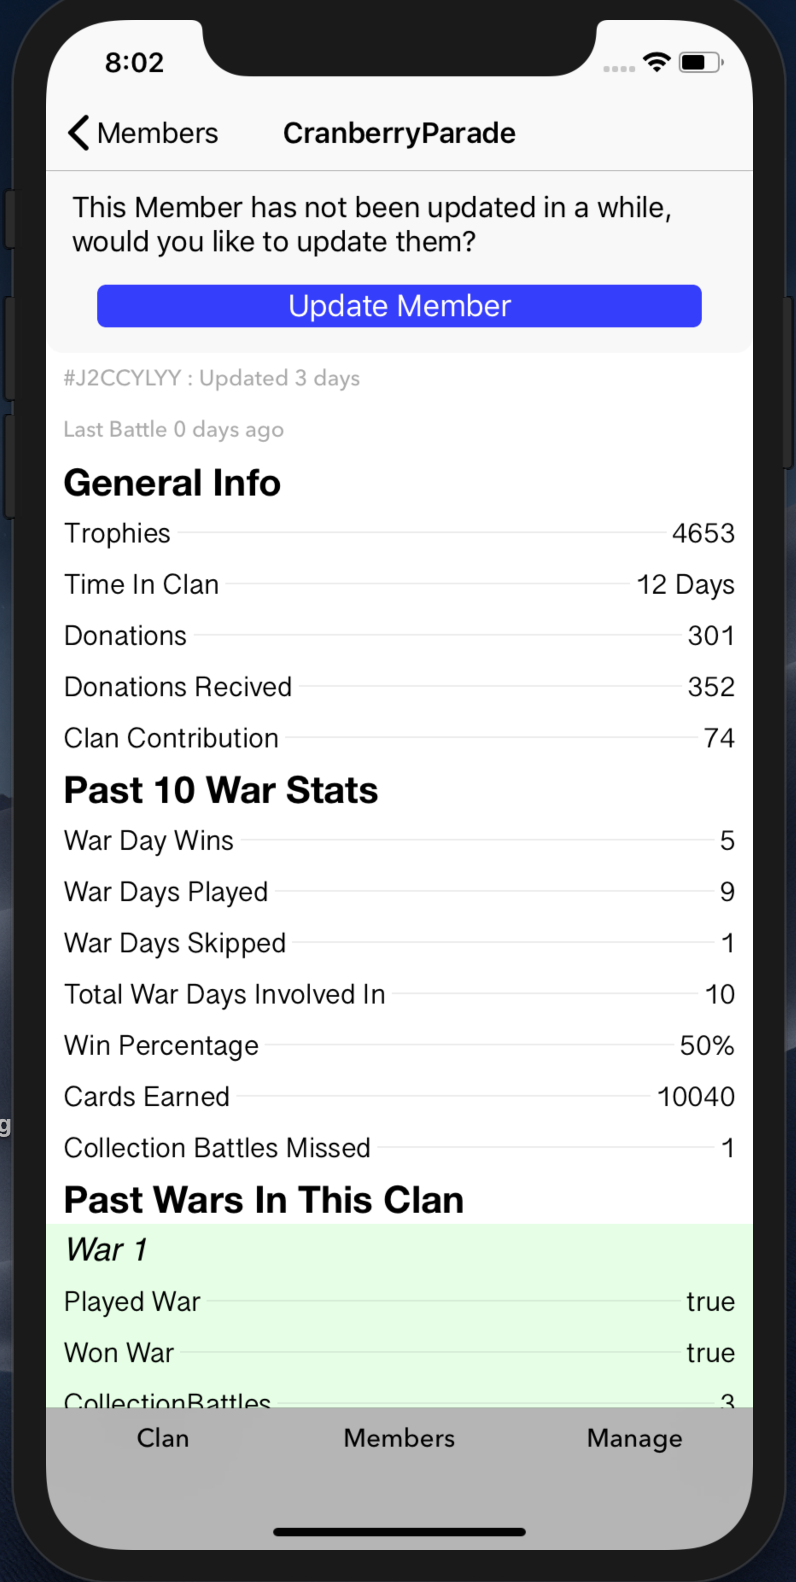 8:02
Members
CranberryParade
This Member has not been updated in a while,
would you like to update them?
Update Member
#J2CCYLYY : Updated 3 days
Last Battle 0 days ago
General Info
Trophies 4653
Time In Clan 12 Days
Donations 301
Donations Recived 352
Clan Contribution 74
Past 10 War Stats
War Day Wins 5
War Days Played 9
War Days Skipped 1
Total War Days Involved In 10
Win Percentage 50%
Cards Earned 10040
Collection Battles Missed 1
Past Wars In This Clan
War 1
Played War true
Won War true
CollectionBattles 3
Clan
Members
Manage
g